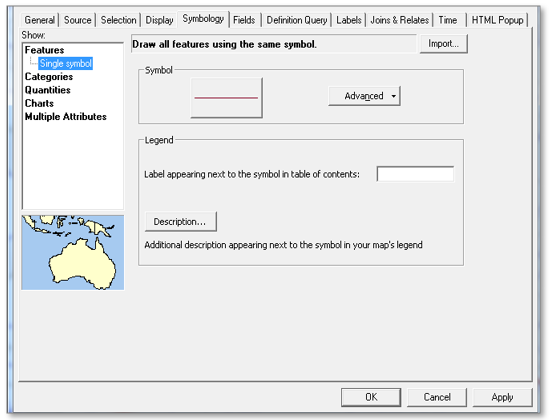 General Source Selection Display Symbology Fields Definition Query Labels Joins & Relates Time HTML Popup
Show:
Features
Single symbol
Categories
Quantities
Charts
Multiple Attributes
Draw all features using the same symbol.
Import...
Symbol
Advanced
Legend
Label appearing next to the symbol in table of contents:
Description...
Additional description appearing next to the symbol in your map's legend
OK Cancel Apply